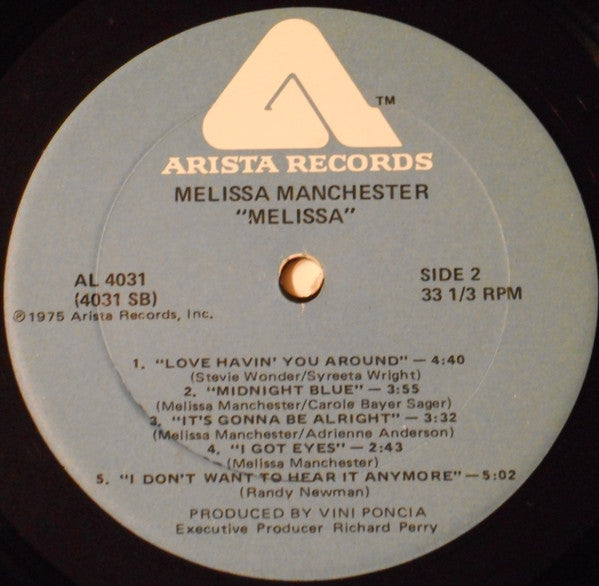 TM
ARISTA RECORDS
MELISSA MANCHESTER
"MELISSA"
AL 4031
(4031 SB)
℗1975 Arista Records, Inc.
SIDE 2
33 1/3 RPM
1. "LOVE HAVIN' YOU AROUND" — 4:40
(Stevie Wonder/Syreeta Wright)
2. "MIDNIGHT BLUE" — 3:55
(Melissa Manchester/Carole Bayer Sager)
3. "IT'S GONNA BE ALRIGHT" — 3:32
(Melissa Manchester/Adrienne Anderson)
4. "I GOT EYES" — 2:43
(Melissa Manchester)
5. "I DON'T WANT TO HEAR IT ANYMORE" — 5:02
(Randy Newman)
PRODUCED BY VINI PONCIA
Executive Producer Richard Perry